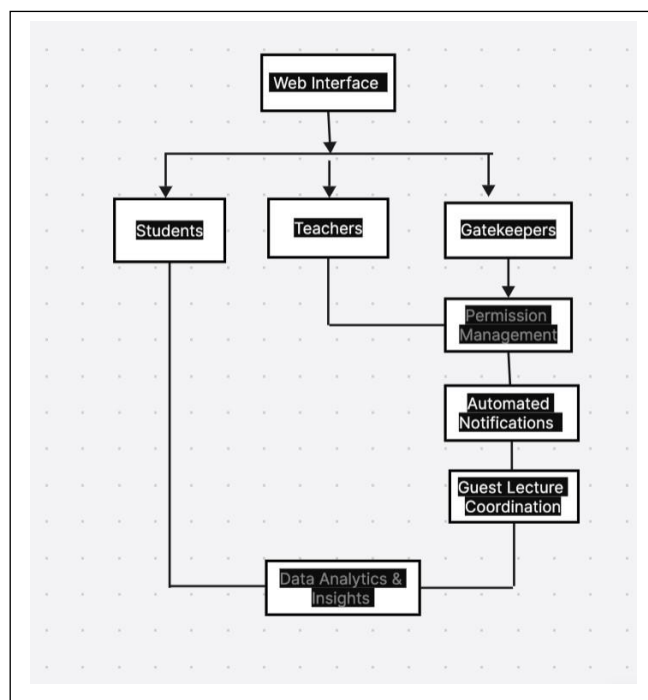 Web Interface
Students
Teachers
Gatekeepers
Permission
Management
Automated
Notifications
Guest Lecture
Coordination
Data Analytics &
Insights